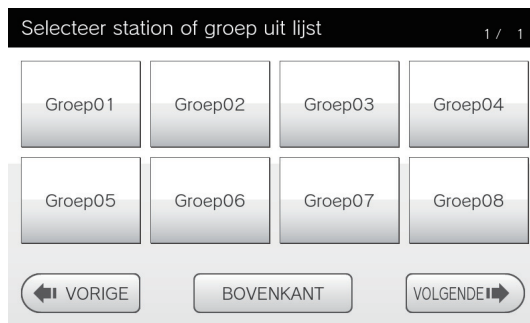 Selecteer station of groep uit lijst 1 / 1
Groep01 Groep02 Groep03 Groep04
Groep05 Groep06 Groep07 Groep08
VORIGE BOVENKANT VOLGENDE